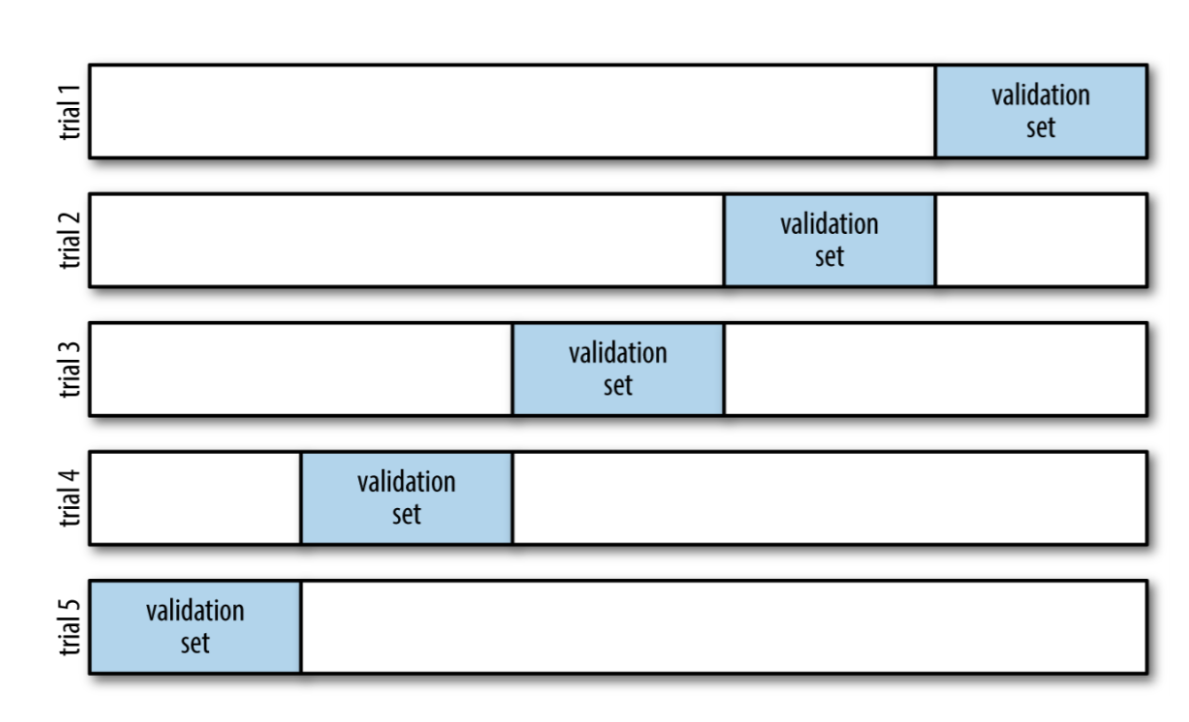 trial 1
validation
set
trial 2
validation
set
trial 3
validation
set
trial 4
validation
set
trial 5
validation
set